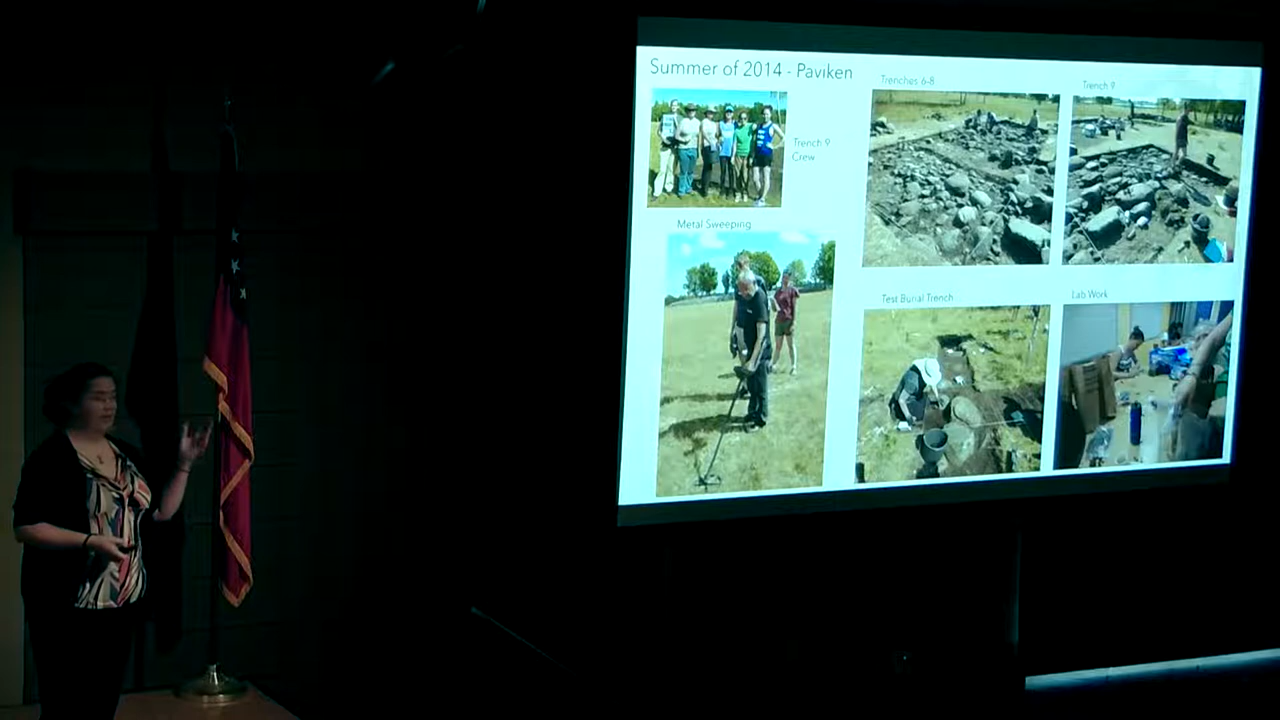 Summer of 2014 - Paviken
Trench 9
Crew
Metal Sweeping
Trenches 6-8
Trench 9
Test Burial Trench
Lab Work